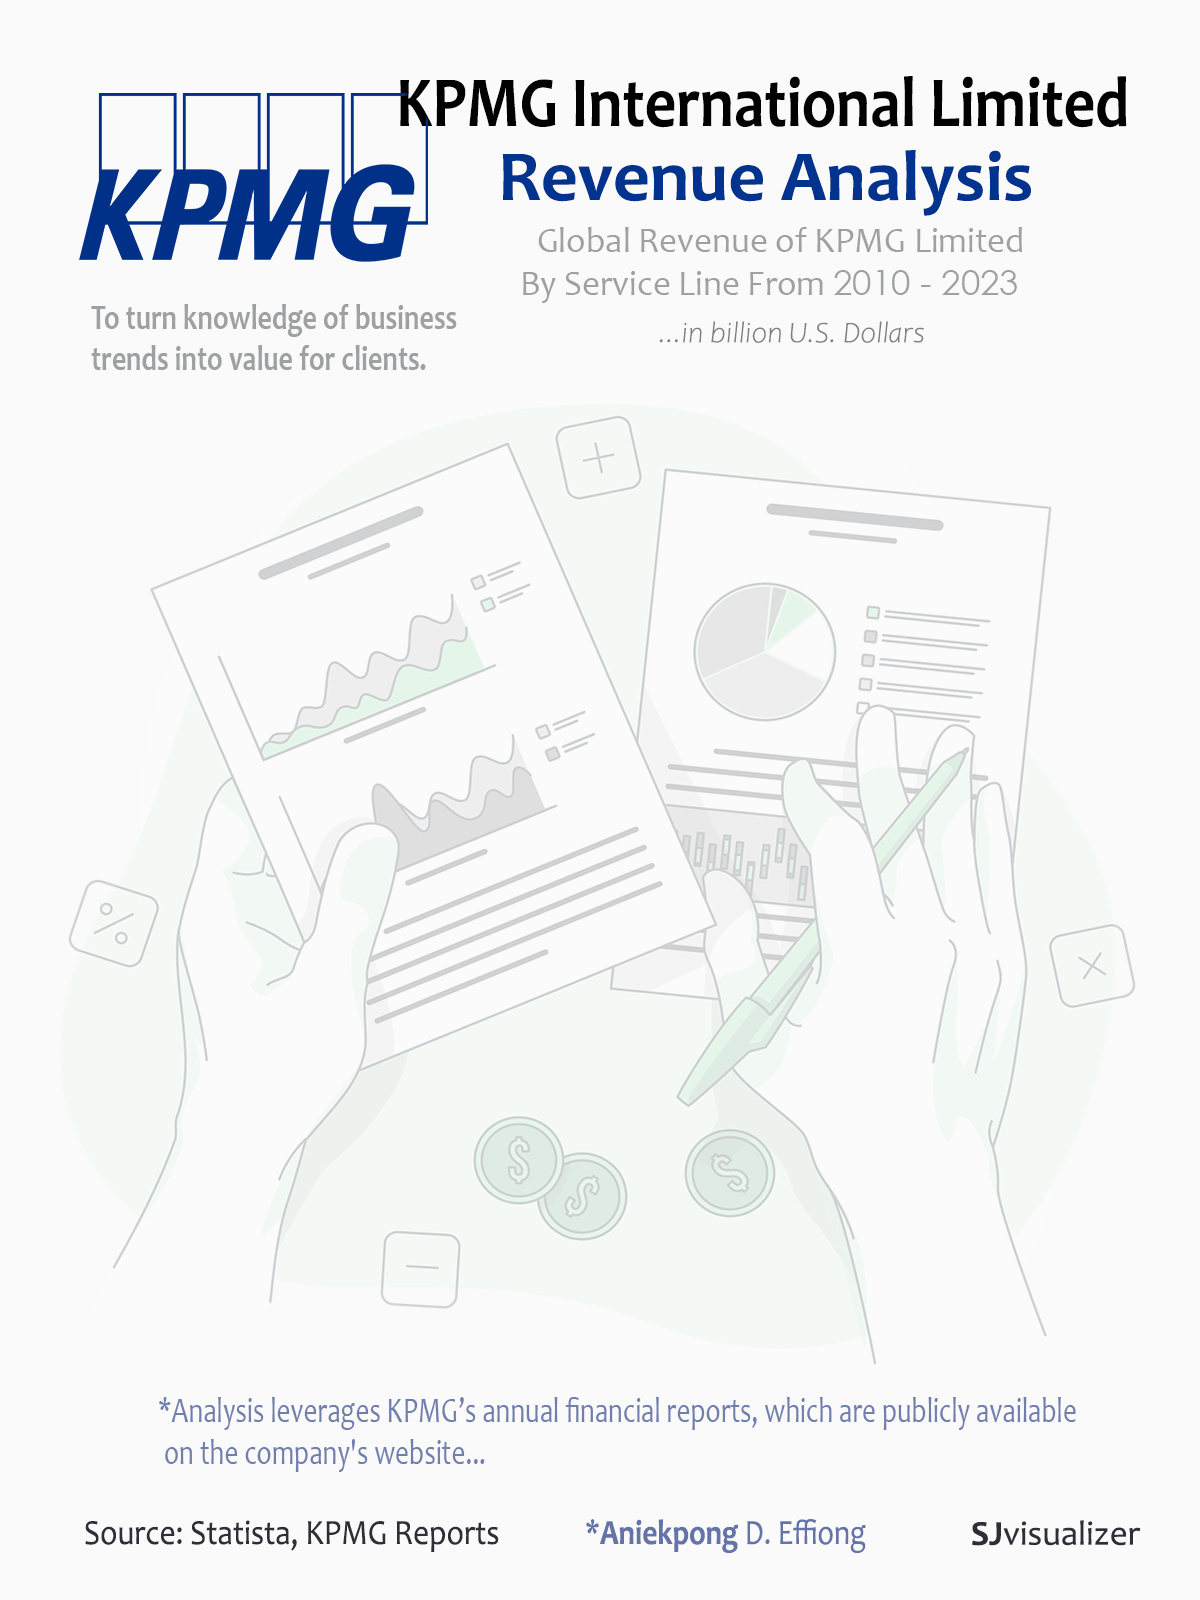 KPMG International Limited
KPMG
Revenue Analysis
Global Revenue of KPMG Limited
By Service Line From 2010 - 2023
...in billion U.S. Dollars
To turn knowledge of business
trends into value for clients.
*Analysis leverages KPMG’s annual financial reports, which are publicly available
on the company's website...
Source: Statista, KPMG Reports
*Aniekpong D. Effiong
SJvisualizer